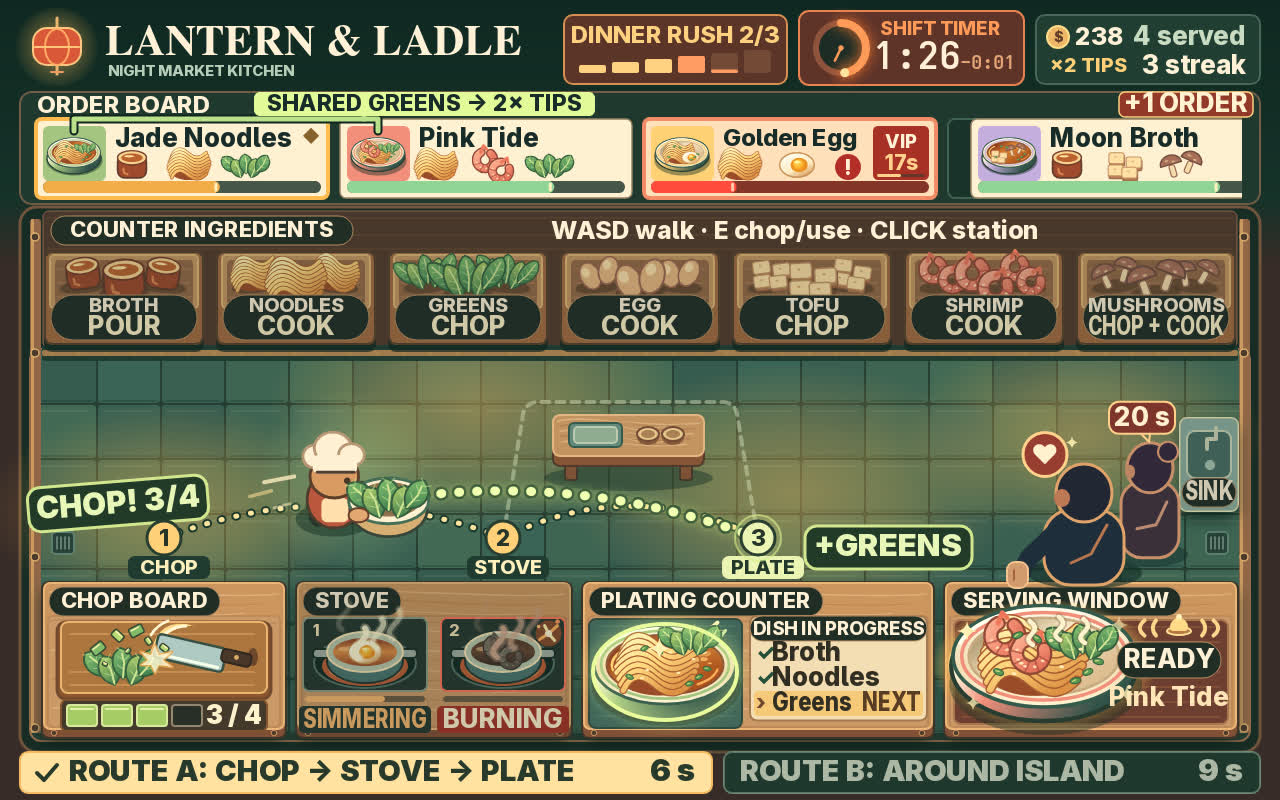 LANTERN & LADLE
NIGHT MARKET KITCHEN
DINNER RUSH 2/3
SHIFT TIMER
1:26 -0:01
$ 238 4 served
×2 TIPS 3 streak
ORDER BOARD
SHARED GREENS → 2× TIPS
+1 ORDER
Jade Noodles
Pink Tide
Golden Egg
!
VIP
17s
Moon Broth
COUNTER INGREDIENTS
WASD walk · E chop/use · CLICK station
BROTH
POUR
NOODLES
COOK
GREENS
CHOP
EGG
COOK
TOFU
CHOP
SHRIMP
COOK
MUSHROOMS
CHOP + COOK
20 s
SINK
CHOP! 3/4
1
CHOP
2
STOVE
3
PLATE
+GREENS
CHOP BOARD
3 / 4
STOVE
1
SIMMERING
2
BURNING
PLATING COUNTER
DISH IN PROGRESS
✓Broth
✓Noodles
› Greens NEXT
SERVING WINDOW
READY
Pink Tide
✓ ROUTE A: CHOP → STOVE → PLATE 6 s
ROUTE B: AROUND ISLAND 9 s